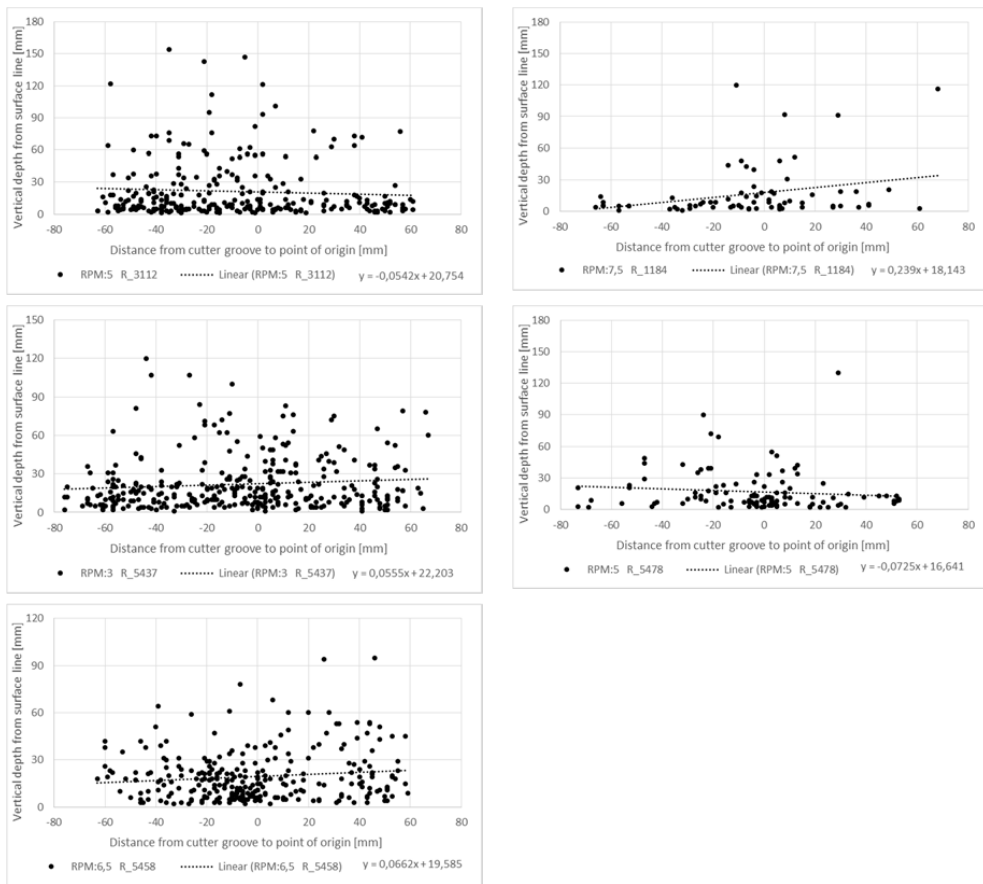 180
150
120
90
60
30
0
-80 -60 -40 -20 0 20 40 60 80
Vertical depth from surface line [mm]
Distance from cutter groove to point of origin [mm]
RPM:5 R_3112 Linear (RPM:5 R_3112) y = -0,0542x + 20,754
180
150
120
90
60
30
0
-80 -60 -40 -20 0 20 40 60 80
Vertical depth from surface line [mm]
Distance from cutter groove to point of origin [mm]
RPM:7,5 R_1184 Linear (RPM:7,5 R_1184) y = 0,239x + 18,143
150
120
90
60
30
0
-80 -60 -40 -20 0 20 40 60 80
Vertical depth from surface line [mm]
Distance from cutter groove to point of origin [mm]
RPM:3 R_5437 Linear (RPM:3 R_5437) y = 0,0555x + 22,203
180
150
120
90
60
30
0
-80 -60 -40 -20 0 20 40 60 80
Vertical depth from surface line [mm]
Distance from cutter groove to point of origin [mm]
RPM:5 R_5478 Linear (RPM:5 R_5478) y = -0,0725x + 16,641
120
90
60
30
0
-80 -60 -40 -20 0 20 40 60 80
Vertical depth from surface line [mm]
Distance from cutter groove to point of origin [mm]
RPM:6,5 R_5458 Linear (RPM:6,5 R_5458) y = 0,0662x + 19,585